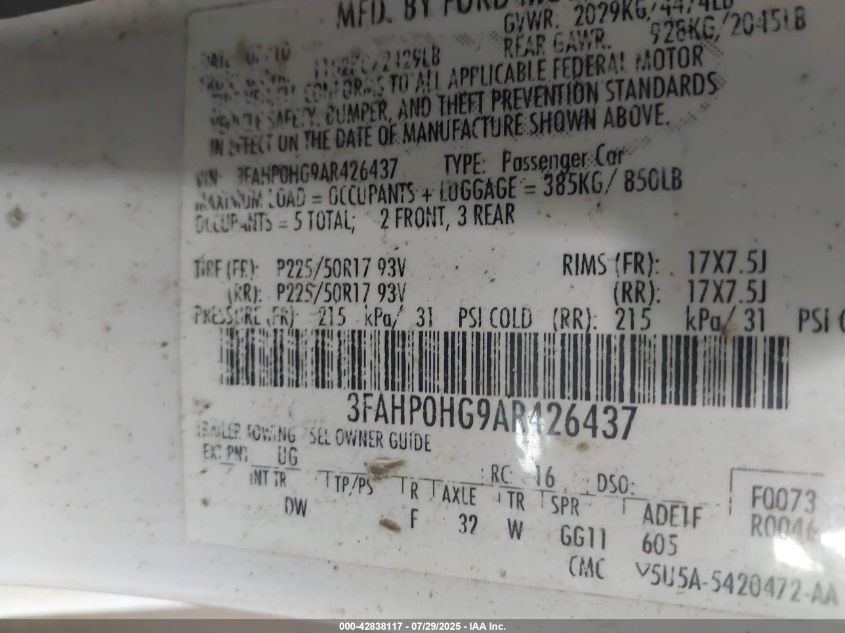 MFD. BY FORD
GVWR: 2029KG/4474LB
REAR GAWR: 928KG/2045LB
TO ALL APPLICABLE FEDERAL MOTOR
SAFETY, BUMPER, AND THEFT PREVENTION STANDARDS
IN EFFECT ON THE DATE OF MANUFACTURE SHOWN ABOVE.
VIN: 3FAHP0HG9AR426437 TYPE: Passenger Car
MAXIMUM LOAD = OCCUPANTS + LUGGAGE = 385KG/ 850LB
OCCUPANTS = 5 TOTAL; 2 FRONT, 3 REAR
TIRE (FR): P225/50R17 93V RIMS (FR): 17X7.5J
(RR): P225/50R17 93V (RR): 17X7.5J
PRESSURE (FR) 215 kPa/ 31 PSI COLD (RR): 215 kPa/ 31 PSI
3FAHP0HG9AR426437
TRAILER TOWING SEE OWNER GUIDE
EXT PNT: UG RC: 16 DSO: F0073
INT TR TP/PS R AXLE TR SPR ADE1F R0046
DW F 32 W GG11 605
CMC V5U5A-5420472-AA
000-42838117 - 07/29/2025 - IAA Inc.